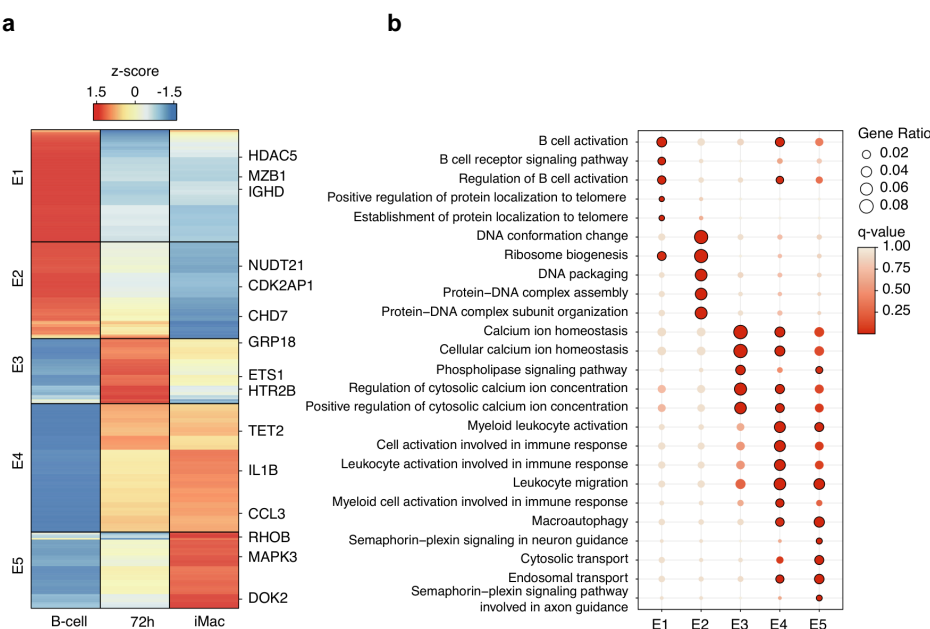 a
b
z-score
1.5 0 -1.5
E1
E2
E3
E4
E5
HDAC5
MZB1
IGHD
NUDT21
CDK2AP1
CHD7
GRP18
ETS1
HTR2B
TET2
IL1B
CCL3
RHOB
MAPK3
DOK2
B-cell 72h iMac
B cell activation
B cell receptor signaling pathway
Regulation of B cell activation
Positive regulation of protein localization to telomere
Establishment of protein localization to telomere
DNA conformation change
Ribosome biogenesis
DNA packaging
Protein−DNA complex assembly
Protein−DNA complex subunit organization
Calcium ion homeostasis
Cellular calcium ion homeostasis
Phospholipase signaling pathway
Regulation of cytosolic calcium ion concentration
Positive regulation of cytosolic calcium ion concentration
Myeloid leukocyte activation
Cell activation involved in immune response
Leukocyte activation involved in immune response
Leukocyte migration
Myeloid cell activation involved in immune response
Macroautophagy
Semaphorin−plexin signaling in neuron guidance
Cytosolic transport
Endosomal transport
Semaphorin−plexin signaling pathway
involved in axon guidance
E1 E2 E3 E4 E5
Gene Ratio
0.02
0.04
0.06
0.08
q-value
1.00
0.75
0.50
0.25